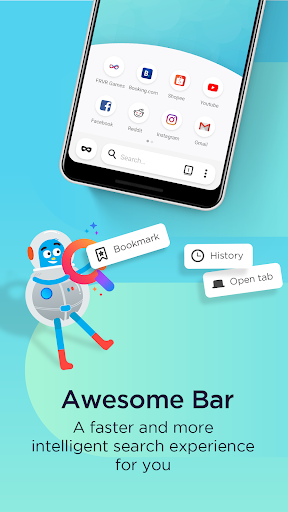 FRVR Games Booking.com Shopee Youtube
Facebook Reddit Instagram Gmail
Search...
1
Bookmark
History
Open tab
Awesome Bar
A faster and more
intelligent search experience
for you